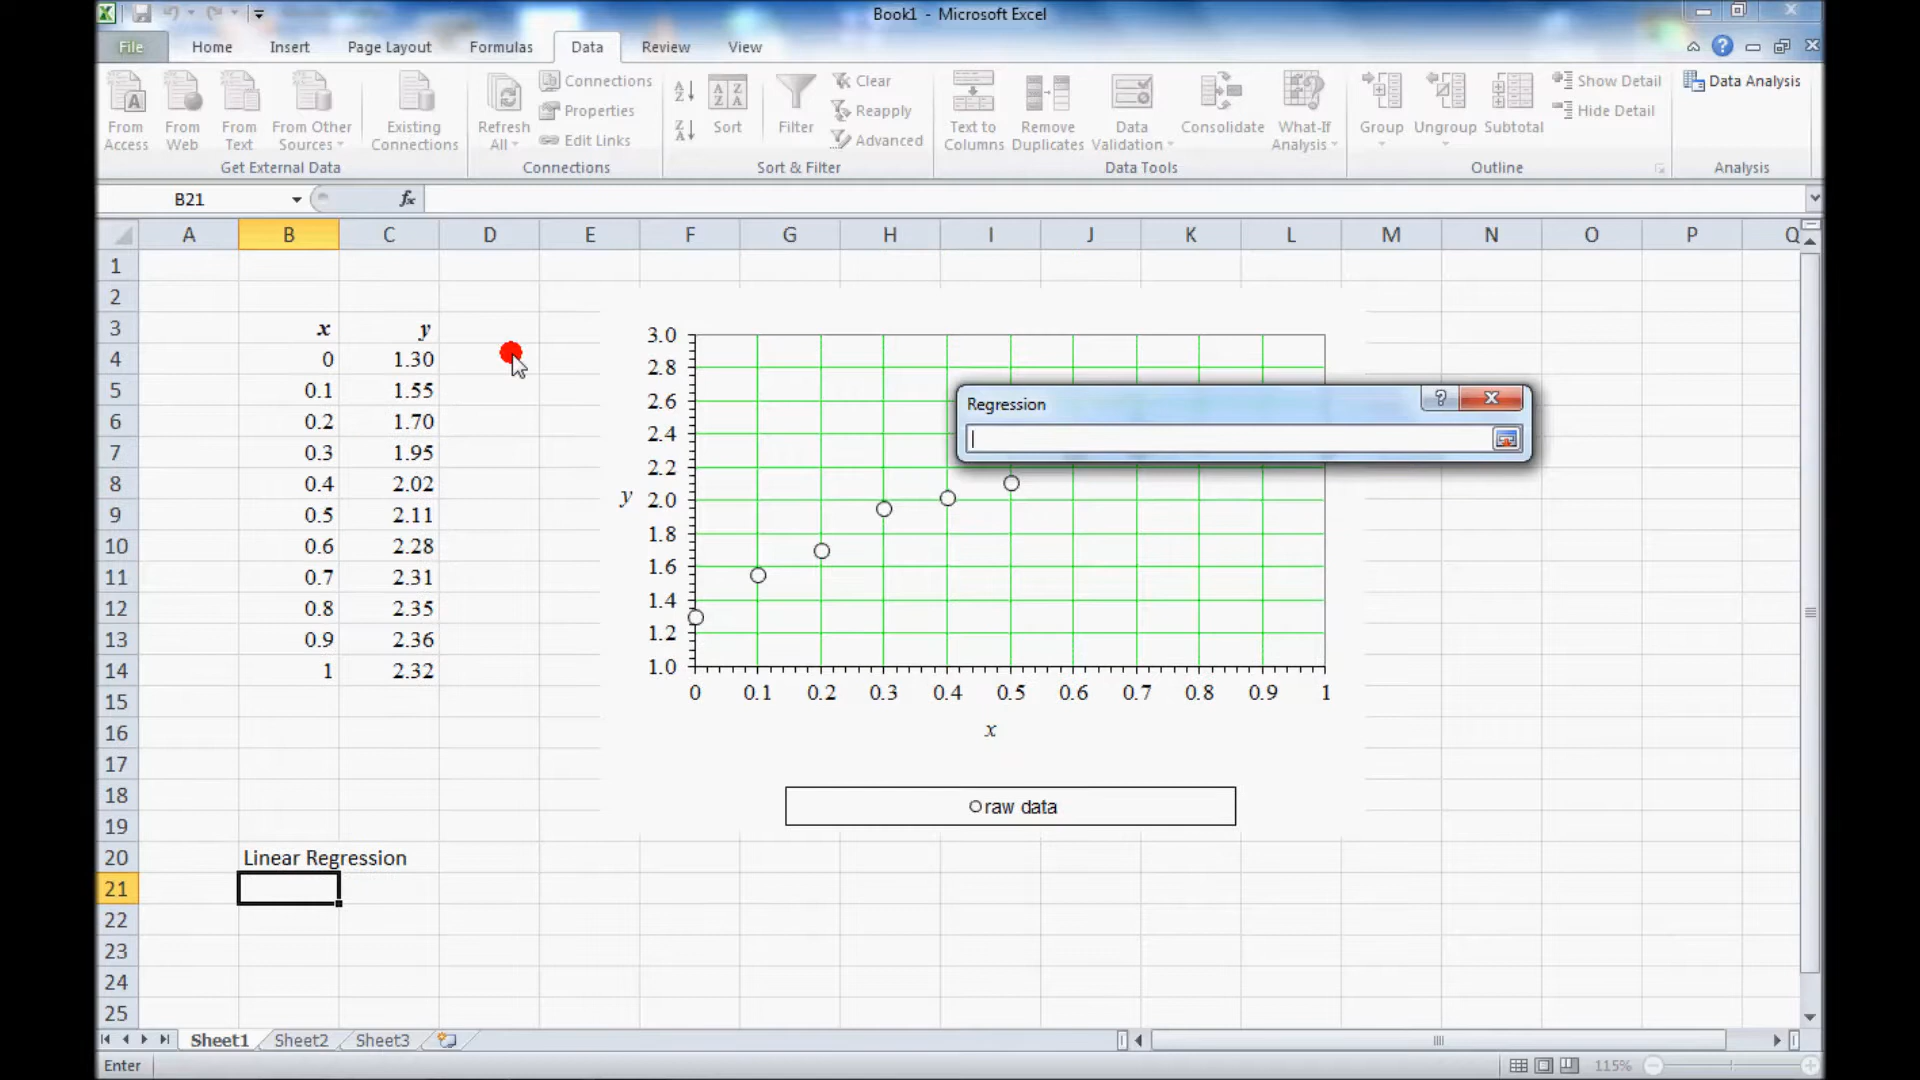 Book1 - Microsoft Excel
File Home Insert Page Layout Formulas Data Review View
From Access
From Web
From Text
From Other Sources
Existing Connections
Get External Data
Refresh All
Connections
Properties
Edit Links
Connections
Sort
Filter
Clear
Reapply
Advanced
Sort & Filter
Text to Columns
Remove Duplicates
Data Validation
Consolidate
What-If Analysis
Data Tools
Group
Ungroup
Subtotal
Show Detail
Hide Detail
Outline
Data Analysis
Analysis
B21 fx
A B C D E F G H I J K L M N O P Q
1
2
3 x y
4 0 1.30
5 0.1 1.55
6 0.2 1.70
7 0.3 1.95
8 0.4 2.02
9 0.5 2.11
10 0.6 2.28
11 0.7 2.31
12 0.8 2.35
13 0.9 2.36
14 1 2.32
15
16
17
18
19
20 Linear Regression
21
22
23
24
25
3.0
2.8
2.6
2.4
2.2
2.0
1.8
1.6
1.4
1.2
1.0
y
0 0.1 0.2 0.3 0.4 0.5 0.6 0.7 0.8 0.9 1
x
raw data
Regression
Sheet1 Sheet2 Sheet3
Enter 115%